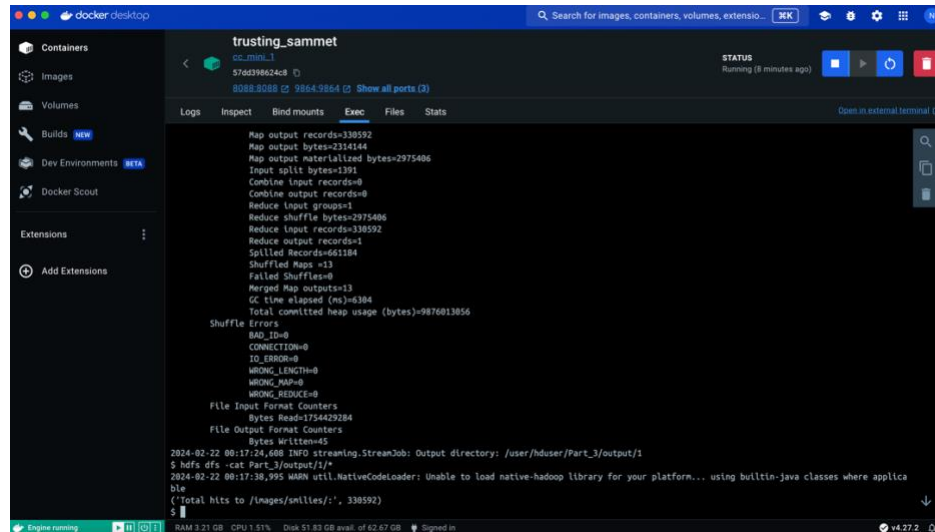 docker desktop
Search for images, containers, volumes, extensio... ⌘K
N
Containers
Images
Volumes
Builds NEW
Dev Environments BETA
Docker Scout
Extensions
Add Extensions
trusting_sammet
cc_mini_1
57dd398624c8
8088:8088 9864:9864 Show all ports (3)
STATUS
Running (8 minutes ago)
Logs Inspect Bind mounts Exec Files Stats
Open in external terminal
Map output records=330592
Map output bytes=2314144
Map output materialized bytes=2975406
Input split bytes=1391
Combine input records=0
Combine output records=0
Reduce input groups=1
Reduce shuffle bytes=2975406
Reduce input records=330592
Reduce output records=1
Spilled Records=661184
Shuffled Maps =13
Failed Shuffles=0
Merged Map outputs=13
GC time elapsed (ms)=6304
Total committed heap usage (bytes)=9876013056
Shuffle Errors
BAD_ID=0
CONNECTION=0
IO_ERROR=0
WRONG_LENGTH=0
WRONG_MAP=0
WRONG_REDUCE=0
File Input Format Counters
Bytes Read=1754429284
File Output Format Counters
Bytes Written=45
2024-02-22 00:17:24,608 INFO streaming.StreamJob: Output directory: /user/hduser/Part_3/output/1
$ hdfs dfs -cat Part_3/output/1/*
2024-02-22 00:17:38,995 WARN util.NativeCodeLoader: Unable to load native-hadoop library for your platform... using builtin-java classes where applica
ble
('Total hits to /images/smilies/:', 330592)
$
Engine running RAM 3.21 GB CPU 1.51% Disk 51.83 GB avail. of 62.67 GB Signed in v4.27.2